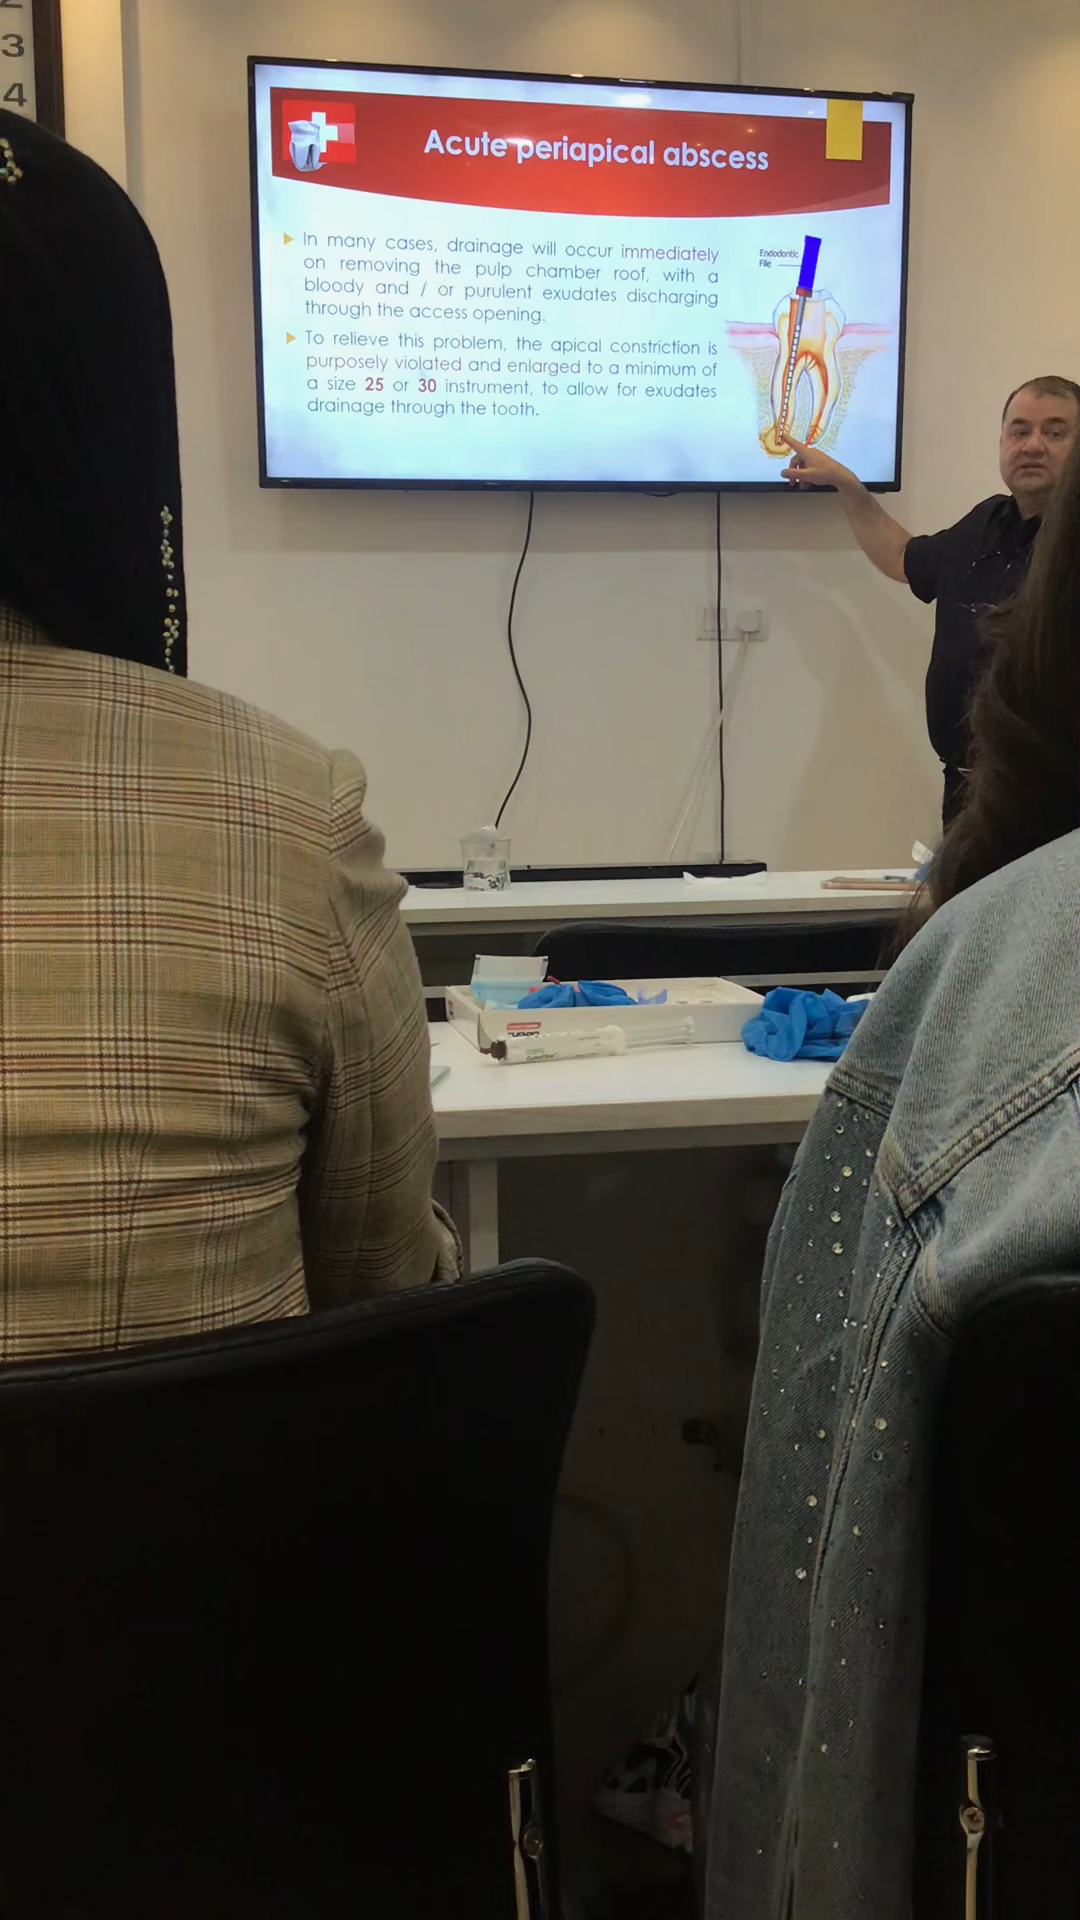 2
3
4
Acute periapical abscess
In many cases, drainage will occur immediately
on removing the pulp chamber roof, with a
bloody and / or purulent exudates discharging
through the access opening.
To relieve this problem, the apical constriction is
purposely violated and enlarged to a minimum of
a size 25 or 30 instrument, to allow for exudates
drainage through the tooth.
Endodontic
File